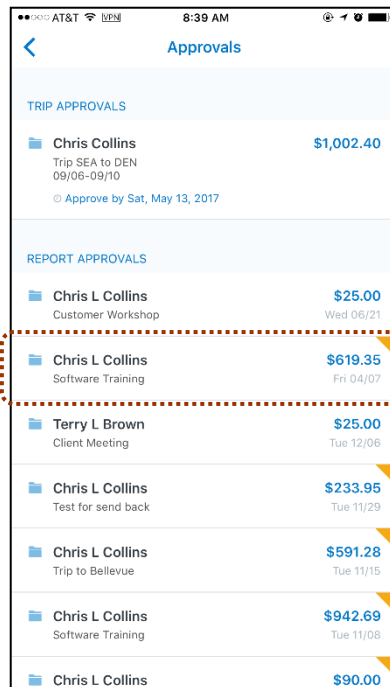 AT&T VPN 8:39 AM
Approvals
TRIP APPROVALS
Chris Collins $1,002.40
Trip SEA to DEN
09/06-09/10
Approve by Sat, May 13, 2017
REPORT APPROVALS
Chris L Collins $25.00
Customer Workshop Wed 06/21
Chris L Collins $619.35
Software Training Fri 04/07
Terry L Brown $25.00
Client Meeting Tue 12/06
Chris L Collins $233.95
Test for send back Tue 11/29
Chris L Collins $591.28
Trip to Bellevue Tue 11/15
Chris L Collins $942.69
Software Training Tue 11/08
Chris L Collins $90.00